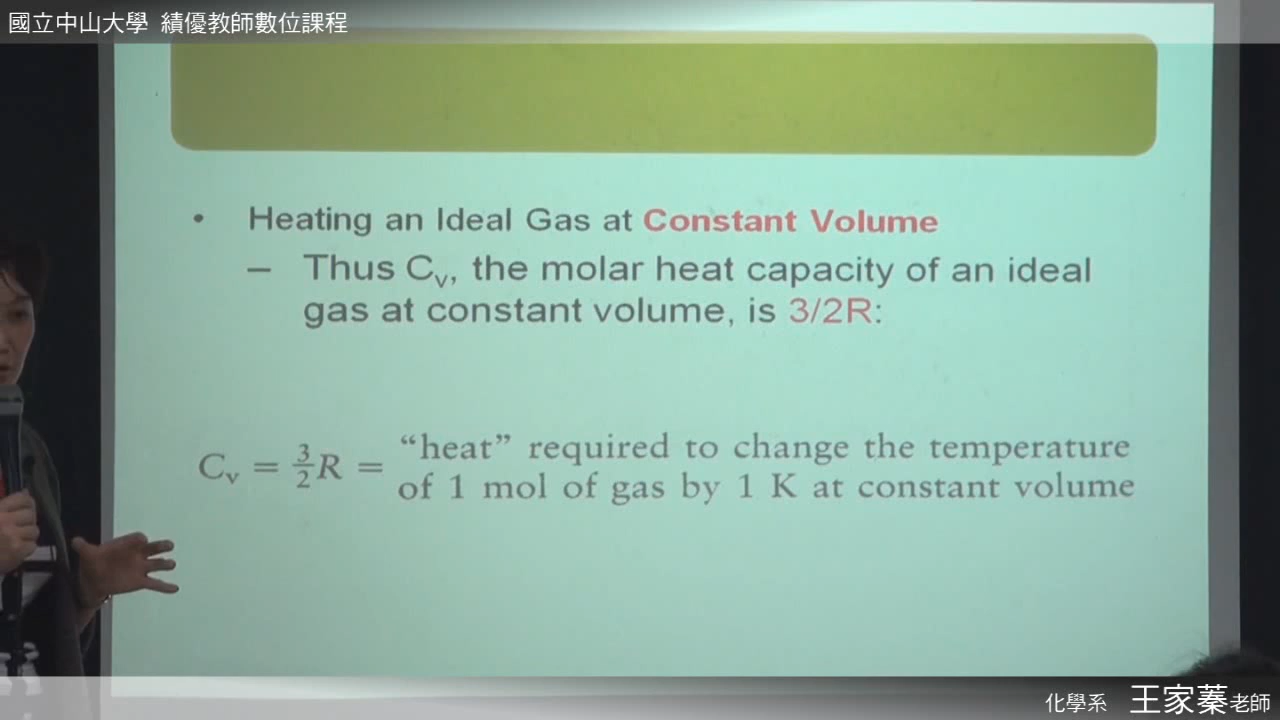 國立中山大學 績優教師數位課程
• Heating an Ideal Gas at Constant Volume
– Thus Cᵥ, the molar heat capacity of an ideal
gas at constant volume, is 3/2R:
Cᵥ = 3/2 R = “heat” required to change the temperature
of 1 mol of gas by 1 K at constant volume
化學系 王家蓁老師